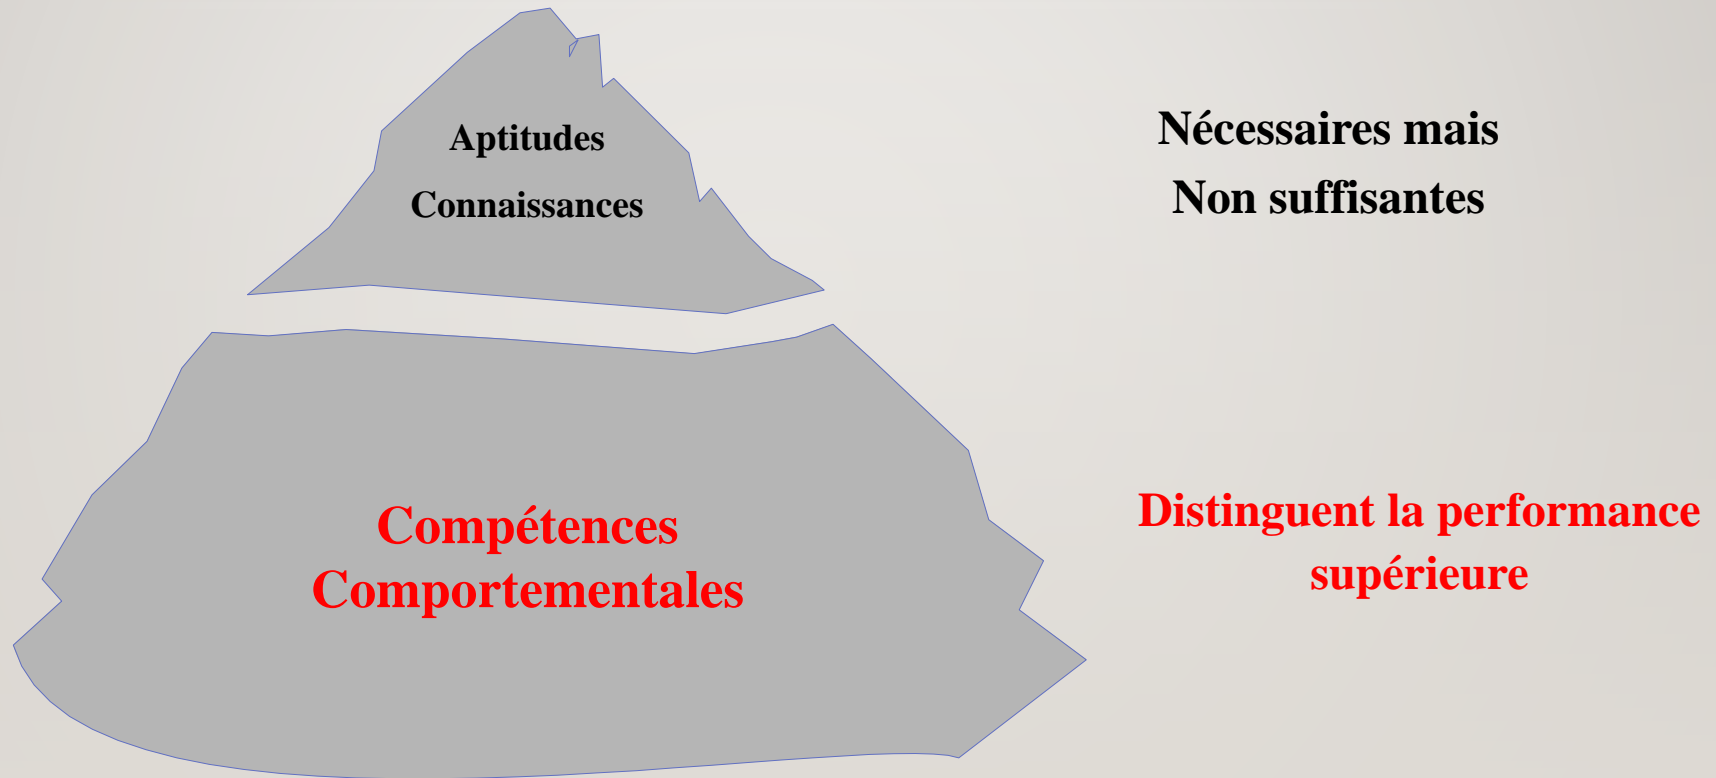 Aptitudes
Connaissances
Nécessaires mais
Non suffisantes
Compétences
Comportementales
Distinguent la performance
supérieure